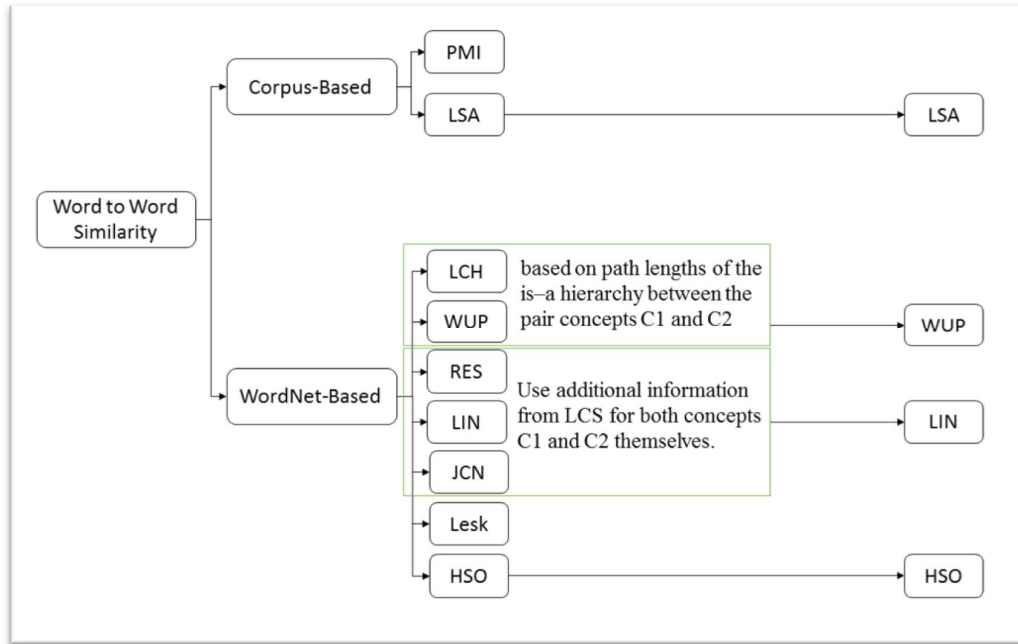 PMI
Corpus-Based
LSA
LSA
Word to Word
Similarity
LCH
WUP
based on path lengths of the
is–a hierarchy between the
pair concepts C1 and C2
WUP
WordNet-Based
RES
LIN
JCN
Use additional information
from LCS for both concepts
C1 and C2 themselves.
LIN
Lesk
HSO
HSO